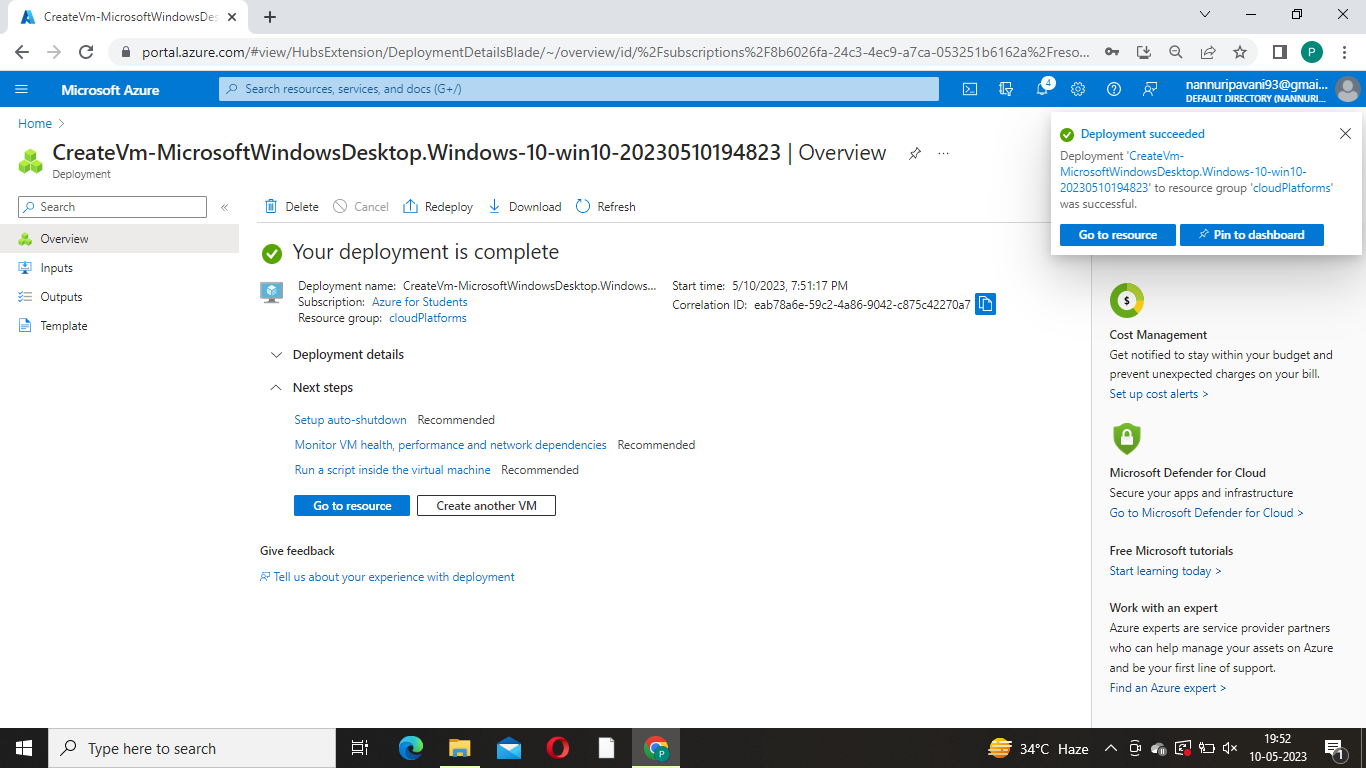 CreateVm-MicrosoftWindowsDes
portal.azure.com/#view/HubsExtension/DeploymentDetailsBlade/~/overview/id/%2Fsubscriptions%2F8b6026fa-24c3-4ec9-a7ca-053251b6162a%2Freso...
P
Microsoft Azure
Search resources, services, and docs (G+/)
4
nannuripavani93@gmai...
DEFAULT DIRECTORY (NANNURI...
Home >
CreateVm-MicrosoftWindowsDesktop.Windows-10-win10-20230510194823 | Overview
Deployment
Search
Overview
Inputs
Outputs
Template
Delete
Cancel
Redeploy
Download
Refresh
Your deployment is complete
Deployment name: CreateVm-MicrosoftWindowsDesktop.Windows...
Subscription: Azure for Students
Resource group: cloudPlatforms
Start time: 5/10/2023, 7:51:17 PM
Correlation ID: eab78a6e-59c2-4a86-9042-c875c42270a7
Deployment details
Next steps
Setup auto-shutdown Recommended
Monitor VM health, performance and network dependencies Recommended
Run a script inside the virtual machine Recommended
Go to resource
Create another VM
Give feedback
Tell us about your experience with deployment
Deployment succeeded
Deployment 'CreateVm-
MicrosoftWindowsDesktop.Windows-10-win10-
20230510194823' to resource group 'cloudPlatforms'
was successful.
Go to resource
Pin to dashboard
Cost Management
Get notified to stay within your budget and
prevent unexpected charges on your bill.
Set up cost alerts >
Microsoft Defender for Cloud
Secure your apps and infrastructure
Go to Microsoft Defender for Cloud >
Free Microsoft tutorials
Start learning today >
Work with an expert
Azure experts are service provider partners
who can help manage your assets on Azure
and be your first line of support.
Find an Azure expert >
Type here to search
34°C Haze
19:52
10-05-2023
1